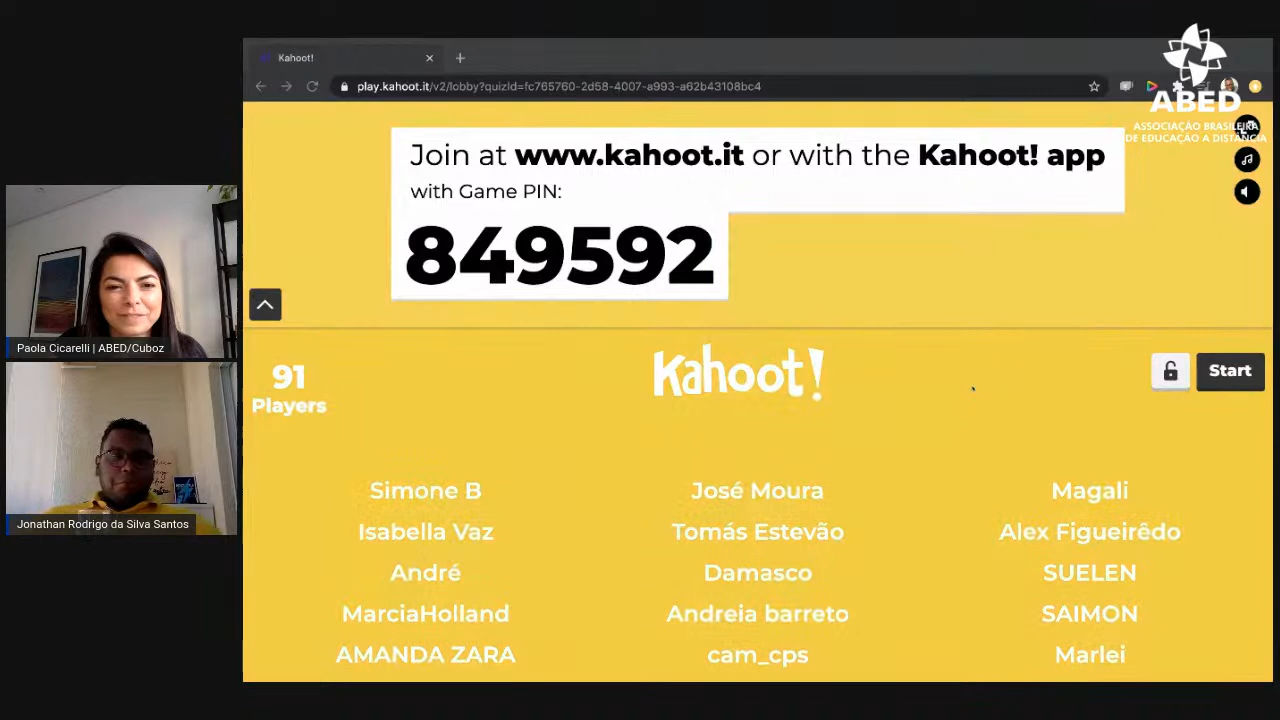 Kahoot!
play.kahoot.it/v2/lobby?quizId=fc765760-2d58-4007-a993-a62b43108bc4
ABED
ASSOCIAÇÃO BRASILEIRA
DE EDUCAÇÃO A DISTÂNCIA
Join at www.kahoot.it or with the Kahoot! app
with Game PIN:
849592
Paola Cicarelli | ABED/Cuboz
Jonathan Rodrigo da Silva Santos
91
Players
Kahoot!
Start
Simone B José Moura Magali
Isabella Vaz Tomás Estevão Alex Figueirêdo
André Damasco SUELEN
MarciaHolland Andreia barreto SAIMON
AMANDA ZARA cam_cps Marlei